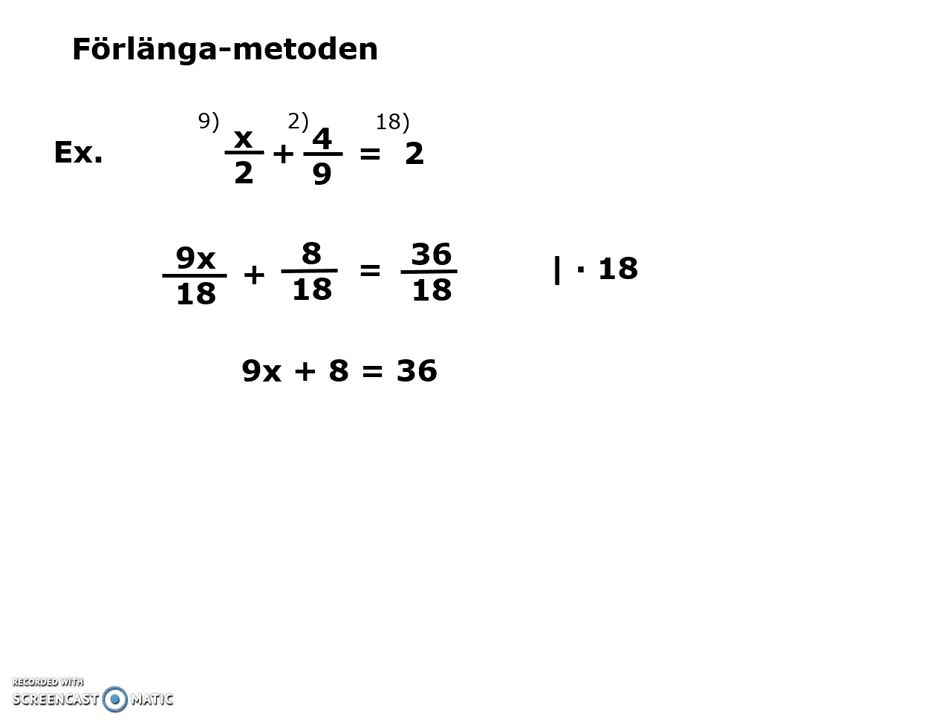 Förlänga-metoden
9) 2) 18)
Ex. x/2 + 4/9 = 2
9x/18 + 8/18 = 36/18 | · 18
9x + 8 = 36
RECORDED WITH
SCREENCAST MATIC